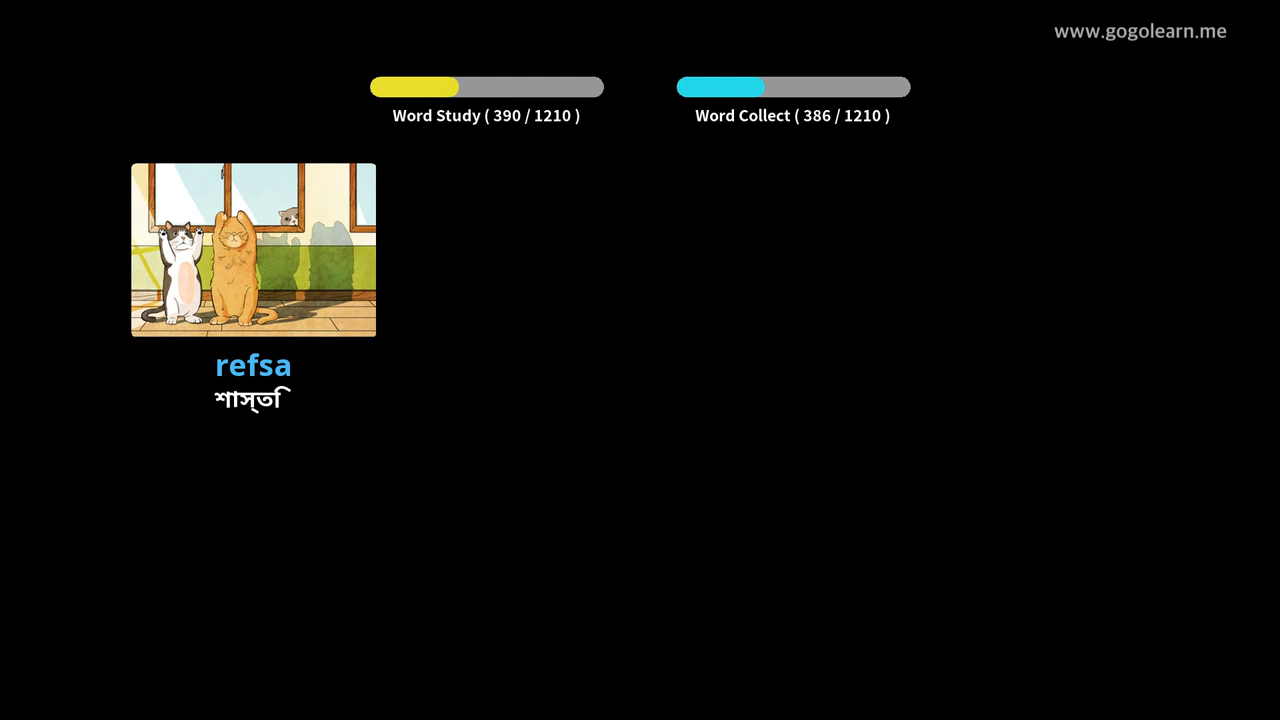 www.gogolearn.me
Word Study ( 390 / 1210 )
Word Collect ( 386 / 1210 )
refsa
শাস্তি